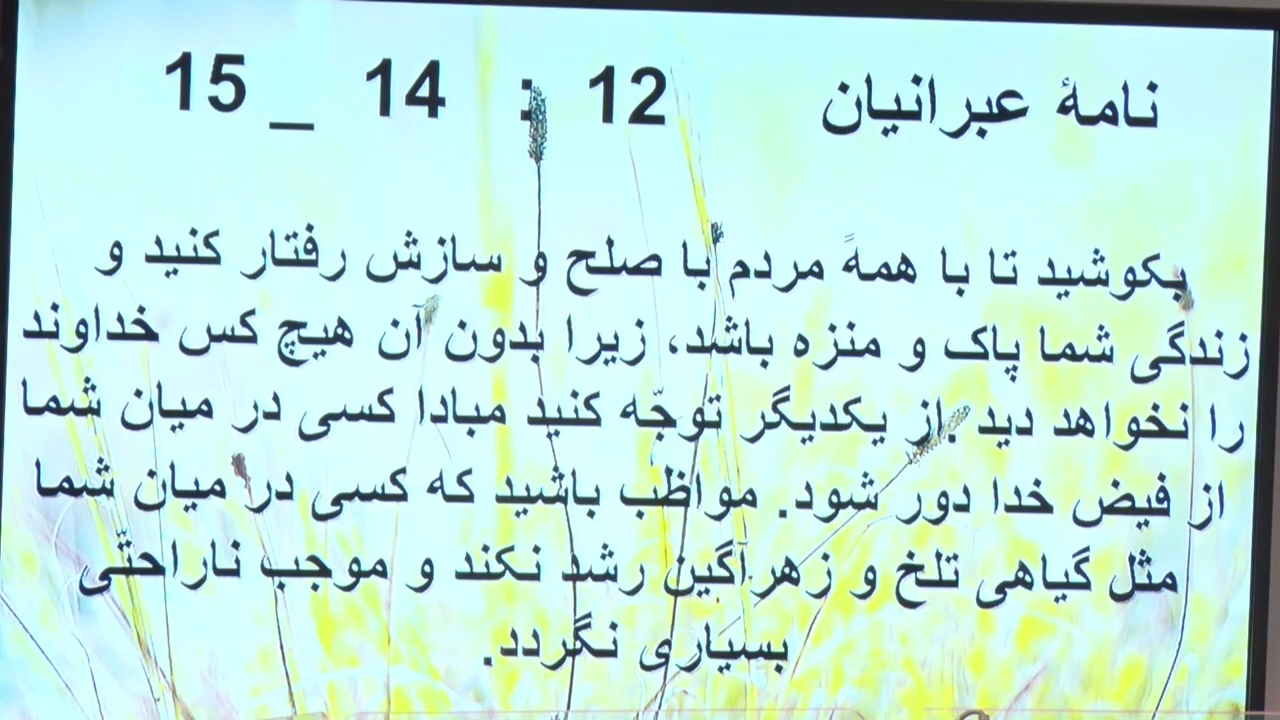 نامهٔ عبرانیان 12 : 14 _ 15
بکوشید تا با همهً مردم با صلح و سازش رفتار کنید و
زندگی شما پاک و منزه باشد، زیرا بدون آن هیچ کس خداوند
را نخواهد دید .از یکدیگر توجّه کنید مبادا کسی در میان شما
از فیض خدا دور شود. مواظب باشید که کسی در میان شما
مثل گیاهی تلخ و زهرآگین رشد نکند و موجب ناراحتّی
بسیاری نگردد.